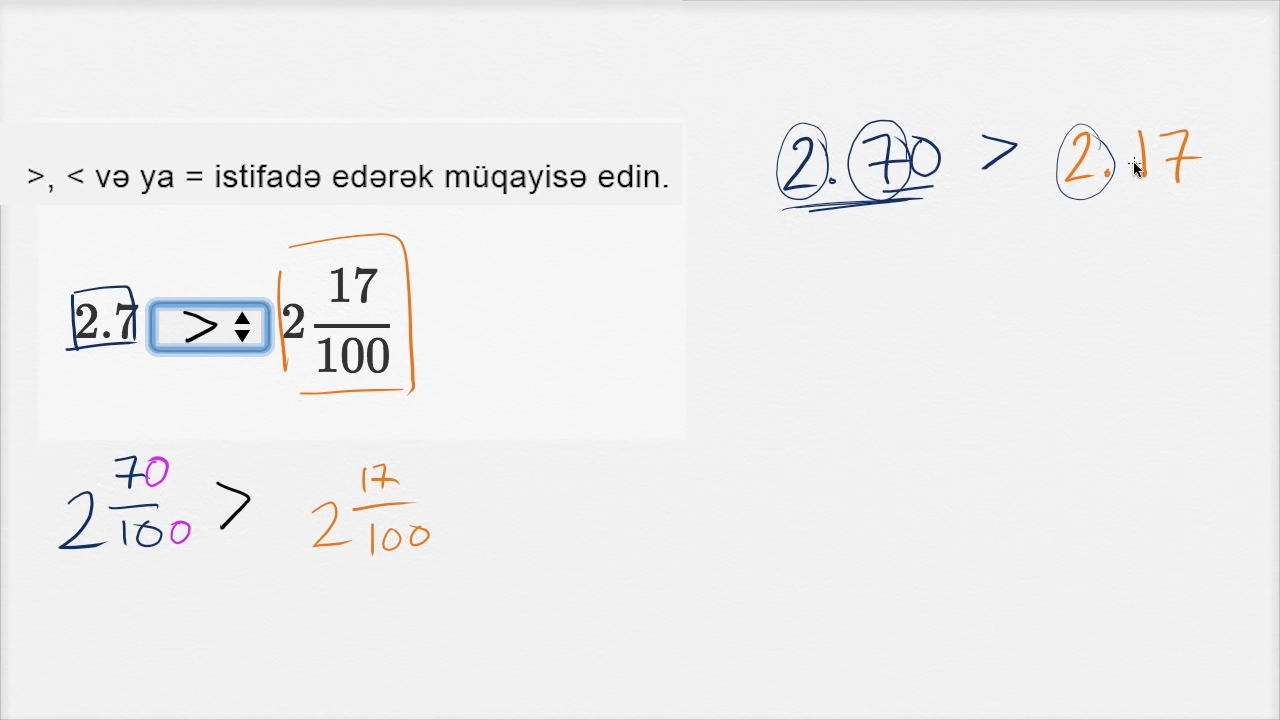 >, < və ya = istifadə edərək müqayisə edin.
2.7 > 2 17/100
2 70/100 > 2 17/100
2.70 > 2.17